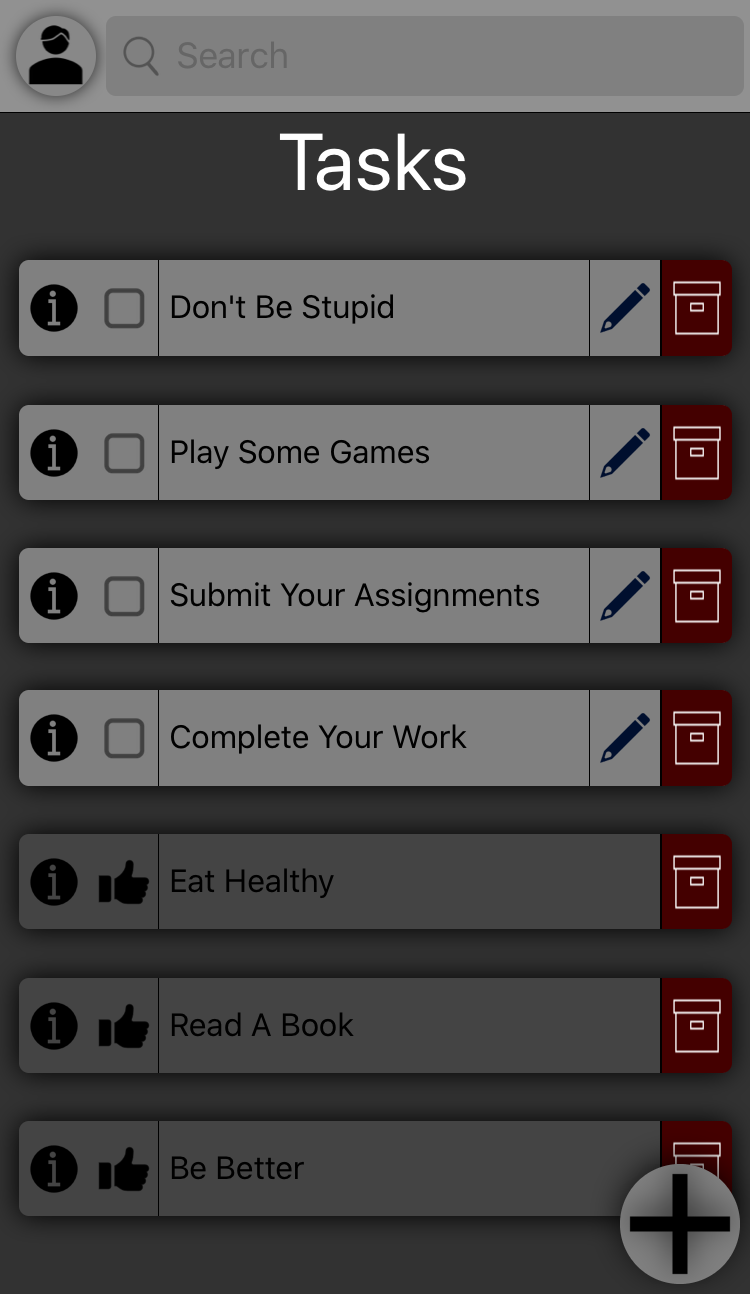 Search
Tasks
Don't Be Stupid
Play Some Games
Submit Your Assignments
Complete Your Work
Eat Healthy
Read A Book
Be Better